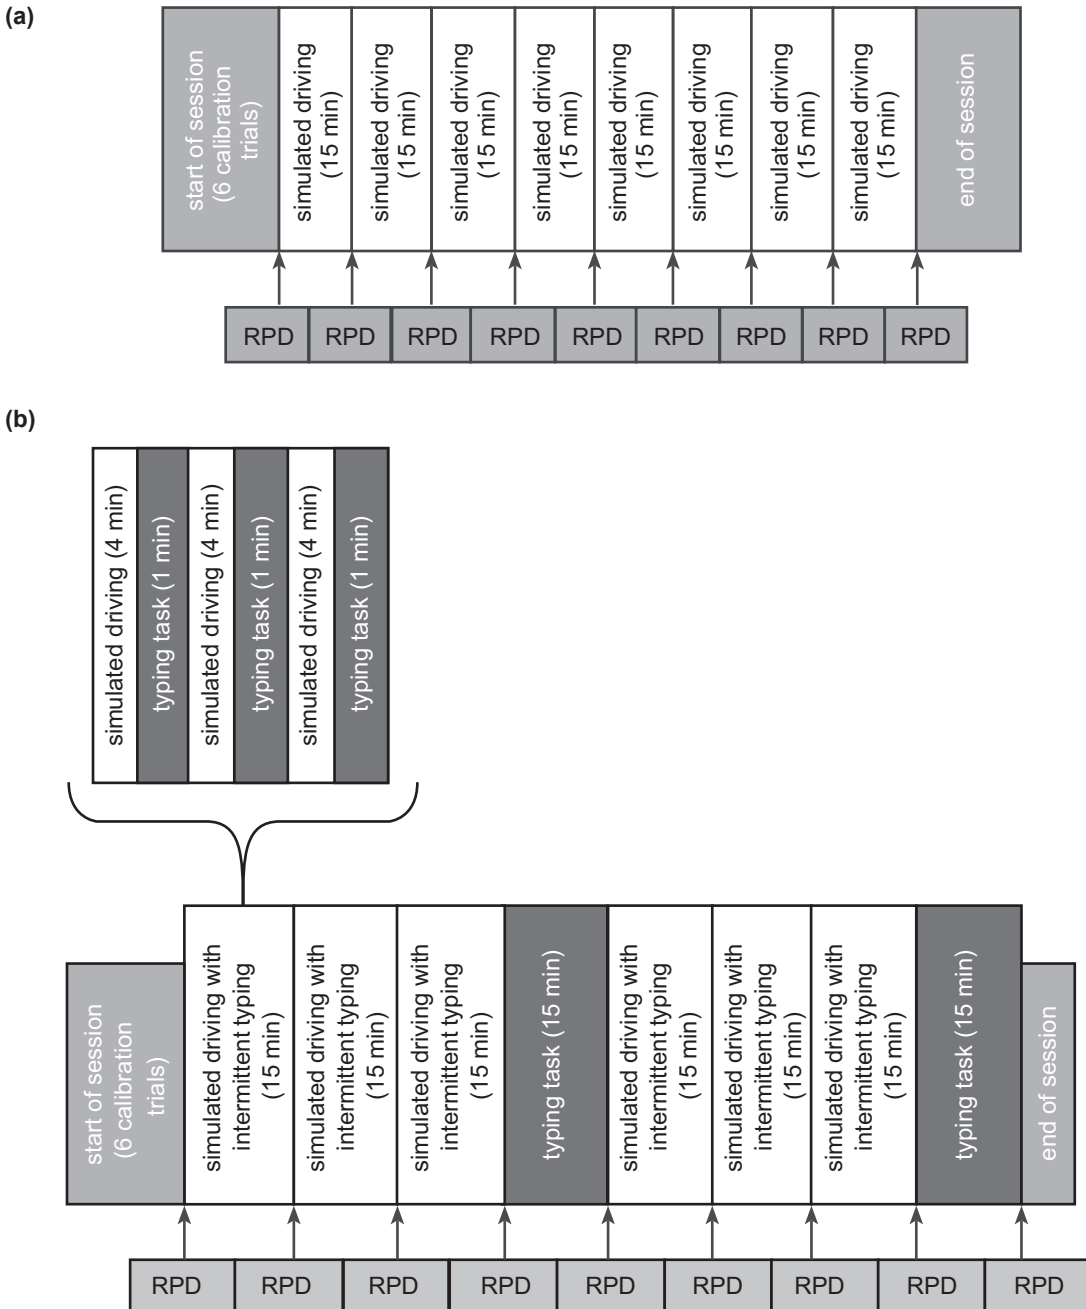 (a)
start of session
(6 calibration
trials)
simulated driving
(15 min)
simulated driving
(15 min)
simulated driving
(15 min)
simulated driving
(15 min)
simulated driving
(15 min)
simulated driving
(15 min)
simulated driving
(15 min)
simulated driving
(15 min)
end of session
RPD
RPD
RPD
RPD
RPD
RPD
RPD
RPD
RPD
(b)
simulated driving (4 min)
typing task (1 min)
simulated driving (4 min)
typing task (1 min)
simulated driving (4 min)
typing task (1 min)
start of session
(6 calibration
trials)
simulated driving with
intermittent typing
(15 min)
simulated driving with
intermittent typing
(15 min)
simulated driving with
intermittent typing
(15 min)
typing task (15 min)
simulated driving with
intermittent typing
(15 min)
simulated driving with
intermittent typing
(15 min)
simulated driving with
intermittent typing
(15 min)
typing task (15 min)
end of session
RPD
RPD
RPD
RPD
RPD
RPD
RPD
RPD
RPD